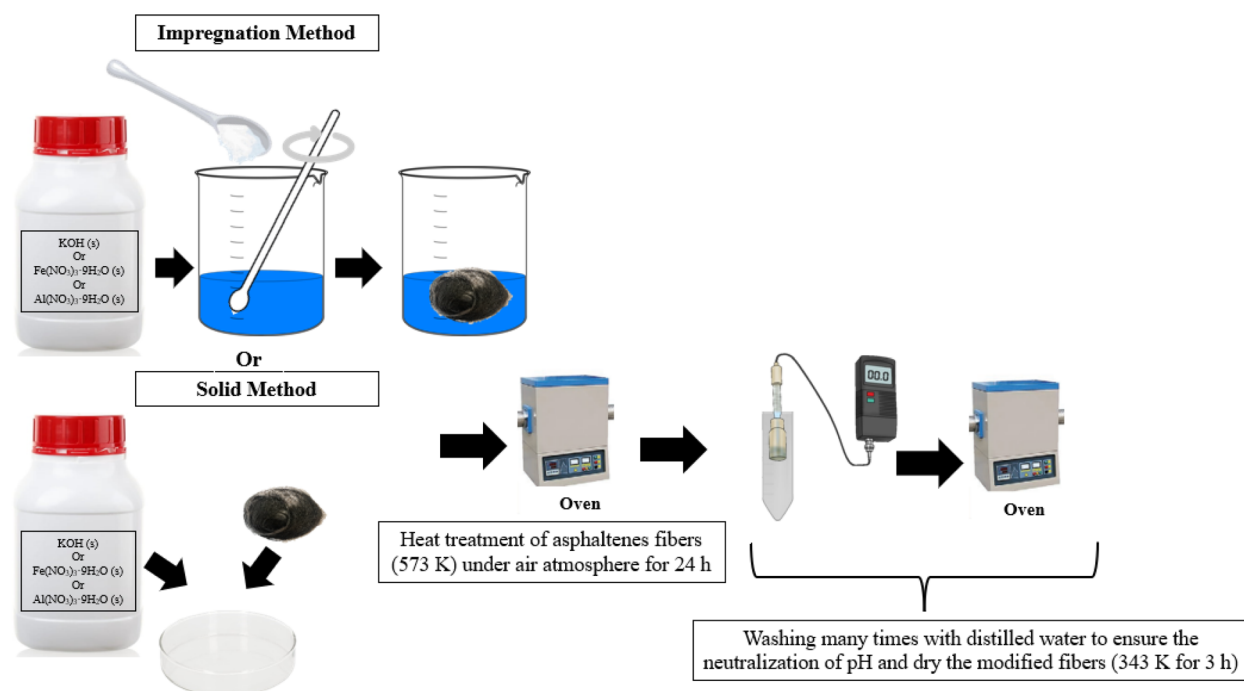 Impregnation Method
KOH (s)
Or
Fe(NO₃)₃·9H₂O (s)
Or
Al(NO₃)₃·9H₂O (s)
Or
Solid Method
KOH (s)
Or
Fe(NO₃)₃·9H₂O (s)
Or
Al(NO₃)₃·9H₂O (s)
Oven
Heat treatment of asphaltenes fibers
(573 K) under air atmosphere for 24 h
00.0
Oven
Washing many times with distilled water to ensure the
neutralization of pH and dry the modified fibers (343 K for 3 h)